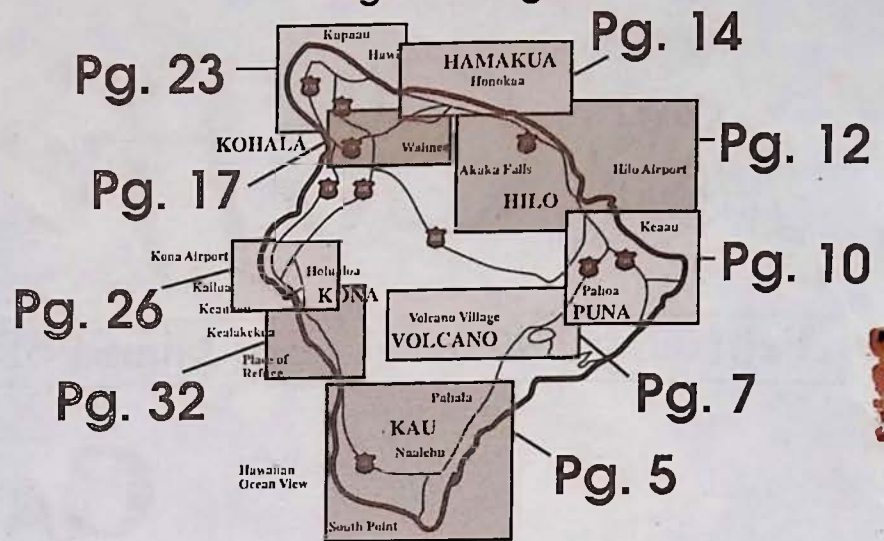 Kapaau
Hawi
Pg. 14
HAMAKUA
Honokaa
Pg. 23
KOHALA
Waimea
Akaka Falls
Hilo Airport
Pg. 12
Pg. 17
HILO
Keaau
Kona Airport
Holualoa
Pg. 10
Kailua
KONA
Pahoa
PUNA
Keauhou
Pg. 26
Volcano Village
VOLCANO
Kealakekua
Place of
Refuge
Pg. 32
Pg. 7
Pahala
KAU
Naalehu
Hawaiian
Ocean View
Pg. 5
South Point